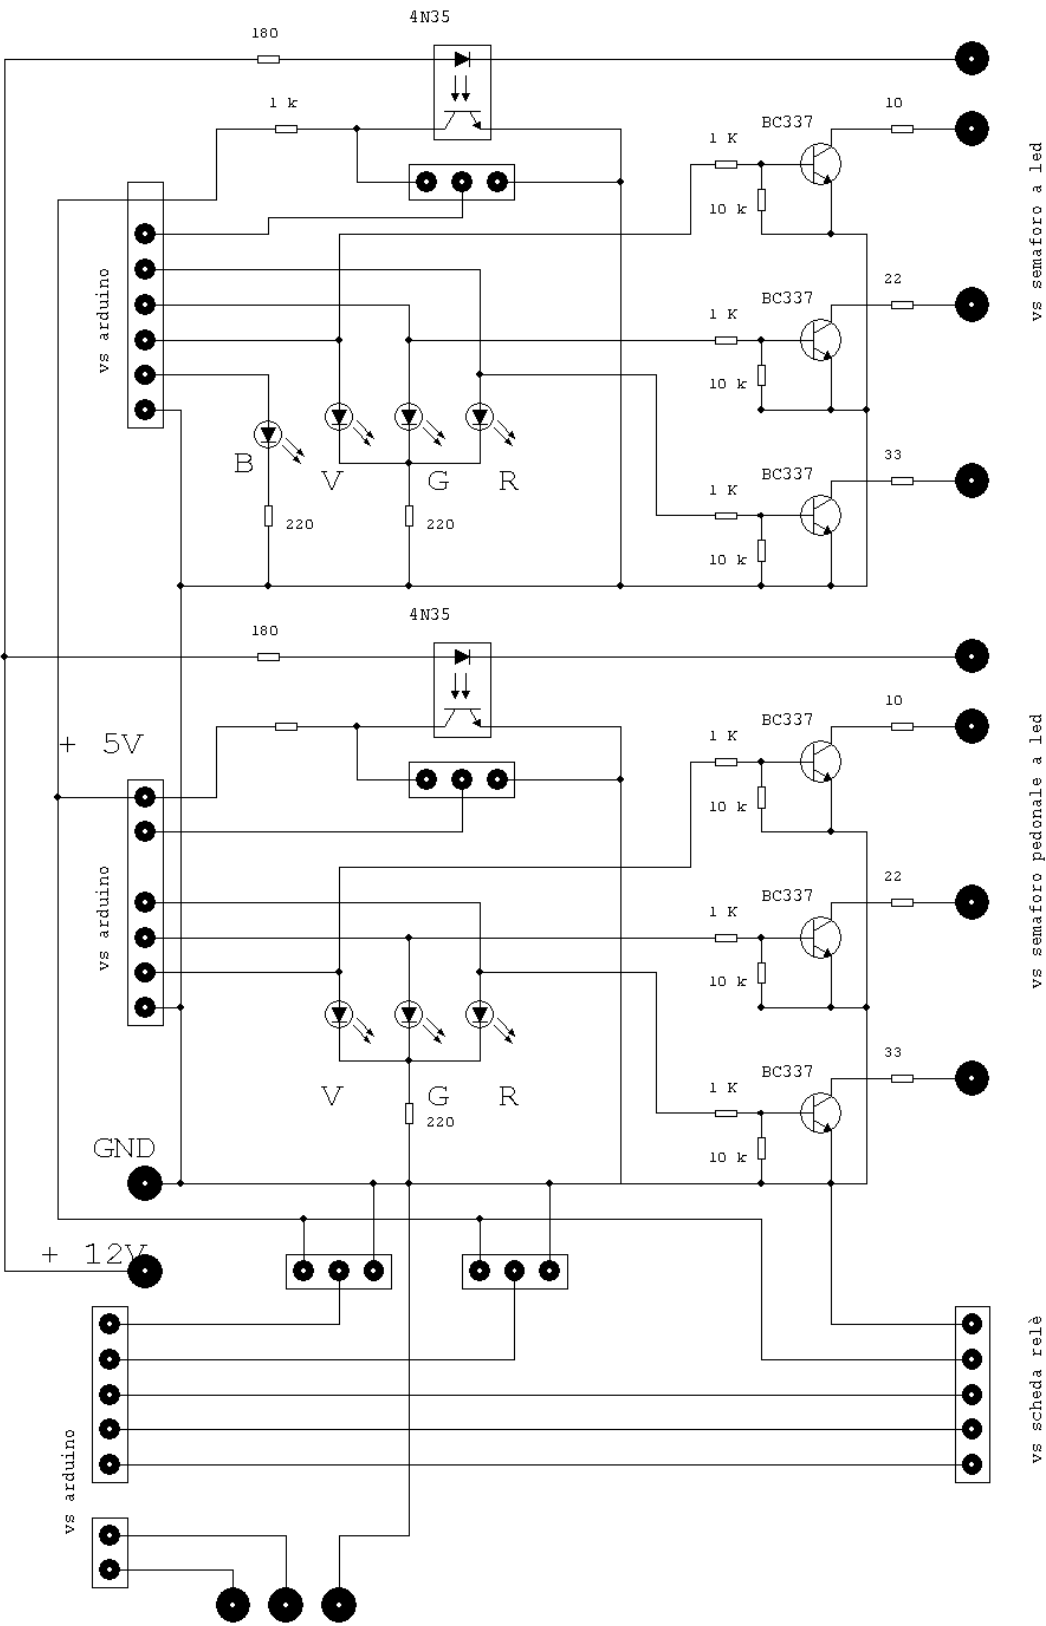 4N35
180
1 k
BC337
10
1 K
10 k
BC337
22
1 K
10 k
BC337
33
1 K
10 k
vs arduino
B
V
G
R
220
220
vs semaforo a led
4N35
180
+ 5V
BC337
10
1 K
10 k
BC337
22
1 K
10 k
BC337
33
1 K
10 k
vs arduino
V
G
R
220
vs semaforo pedonale a led
GND
+ 12V
vs arduino
vs scheda relè